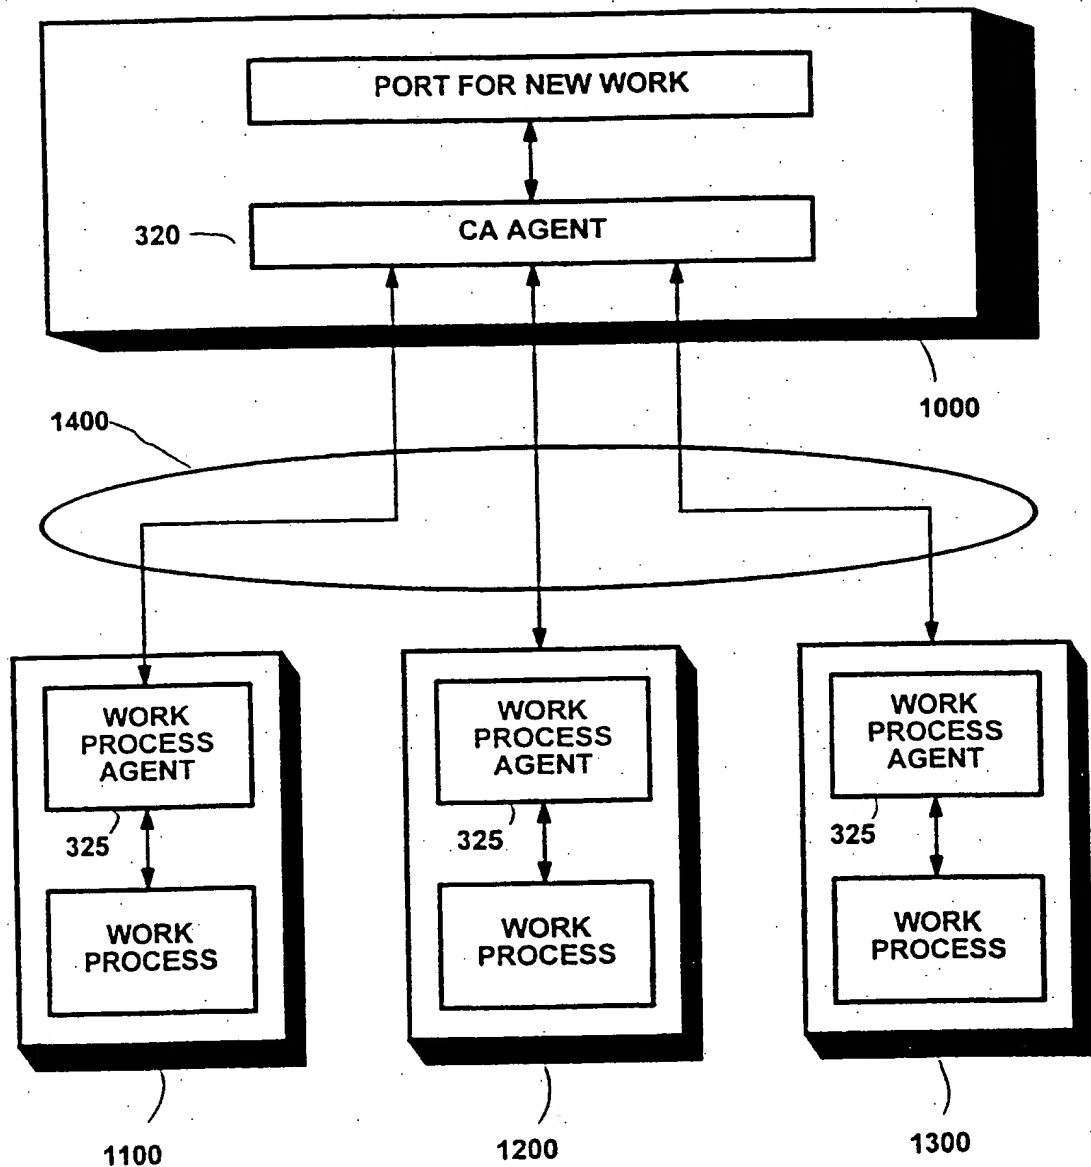 PORT FOR NEW WORK
320
CA AGENT
1000
1400
WORK
PROCESS
AGENT
325
WORK
PROCESS
1100
WORK
PROCESS
AGENT
325
WORK
PROCESS
1200
WORK
PROCESS
AGENT
325
WORK
PROCESS
1300